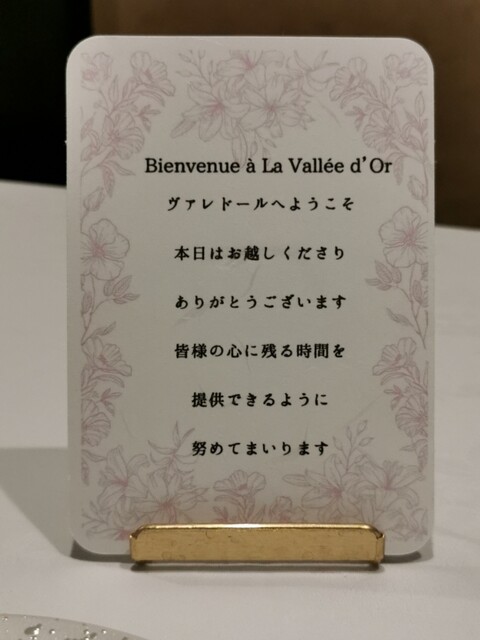 Bienvenue à La Vallée d'Or
ヴァレドールへようこそ
本日はお越しくださり
ありがとうございます
皆様の心に残る時間を
提供できるように
努めてまいります